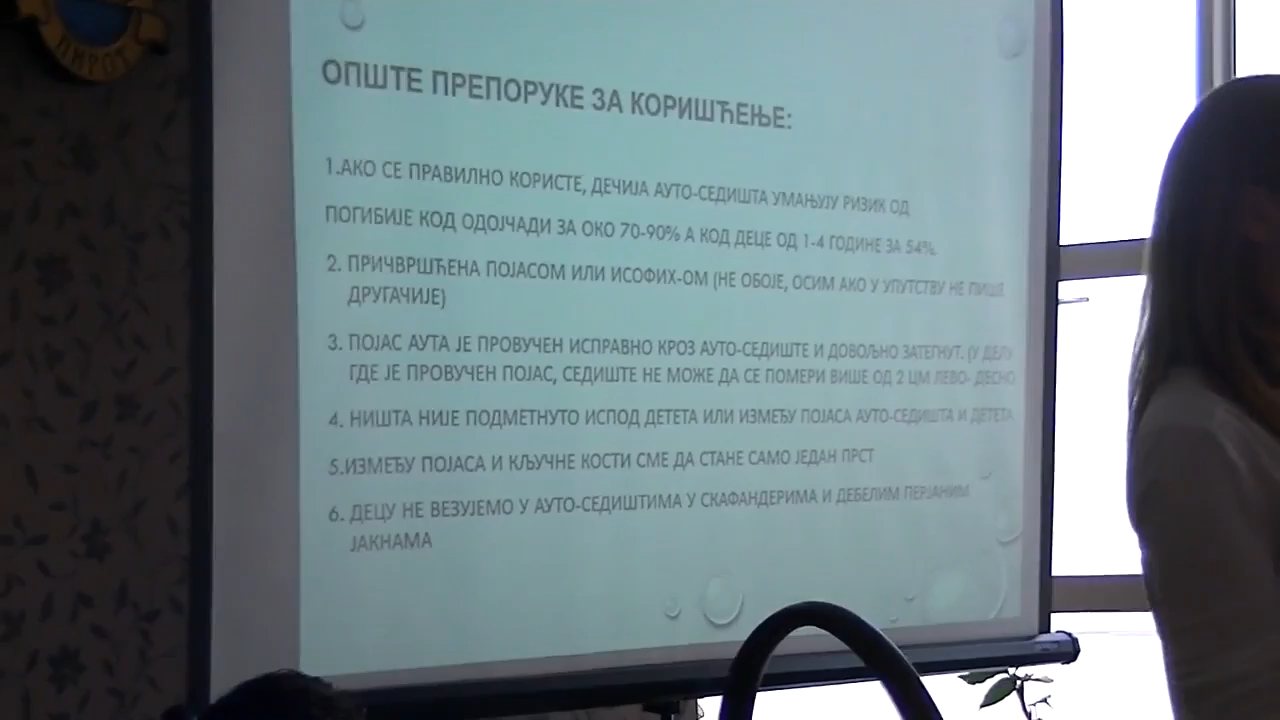 ПИРОТ
ОПШТЕ ПРЕПОРУКЕ ЗА КОРИШЋЕЊЕ:
1.АКО СЕ ПРАВИЛНО КОРИСТЕ, ДЕЧИЈА АУТО-СЕДИШТА УМАЊУЈУ РИЗИК ОД
ПОГИБИЈЕ КОД ОДОЈЧАДИ ЗА ОКО 70-90% А КОД ДЕЦЕ ОД 1-4 ГОДИНЕ ЗА 54%.
2. ПРИЧВРШЋЕНА ПОЈАСОМ ИЛИ ИСОФИХ-ОМ (НЕ ОБОЈЕ, ОСИМ АКО У УПУТСТВУ НЕ ПИШЕ
ДРУГАЧИЈЕ)
3. ПОЈАС АУТА ЈЕ ПРОВУЧЕН ИСПРАВНО КРОЗ АУТО-СЕДИШТЕ И ДОВОЉНО ЗАТЕГНУТ. (У ДЕЛУ
ГДЕ ЈЕ ПРОВУЧЕН ПОЈАС, СЕДИШТЕ НЕ МОЖЕ ДА СЕ ПОМЕРИ ВИШЕ ОД 2 ЦМ ЛЕВО- ДЕСНО
4. НИШТА НИЈЕ ПОДМЕТНУТО ИСПОД ДЕТЕТА ИЛИ ИЗМЕЂУ ПОЈАСА АУТО-СЕДИШТА И ДЕТЕТА
5.ИЗМЕЂУ ПОЈАСА И КЉУЧНЕ КОСТИ СМЕ ДА СТАНЕ САМО ЈЕДАН ПРСТ
6. ДЕЦУ НЕ ВЕЗУЈЕМО У АУТО-СЕДИШТИМА У СКАФАНДЕРИМА И ДЕБЕЛИМ ПЕРЈАНИМ
ЈАКНАМА